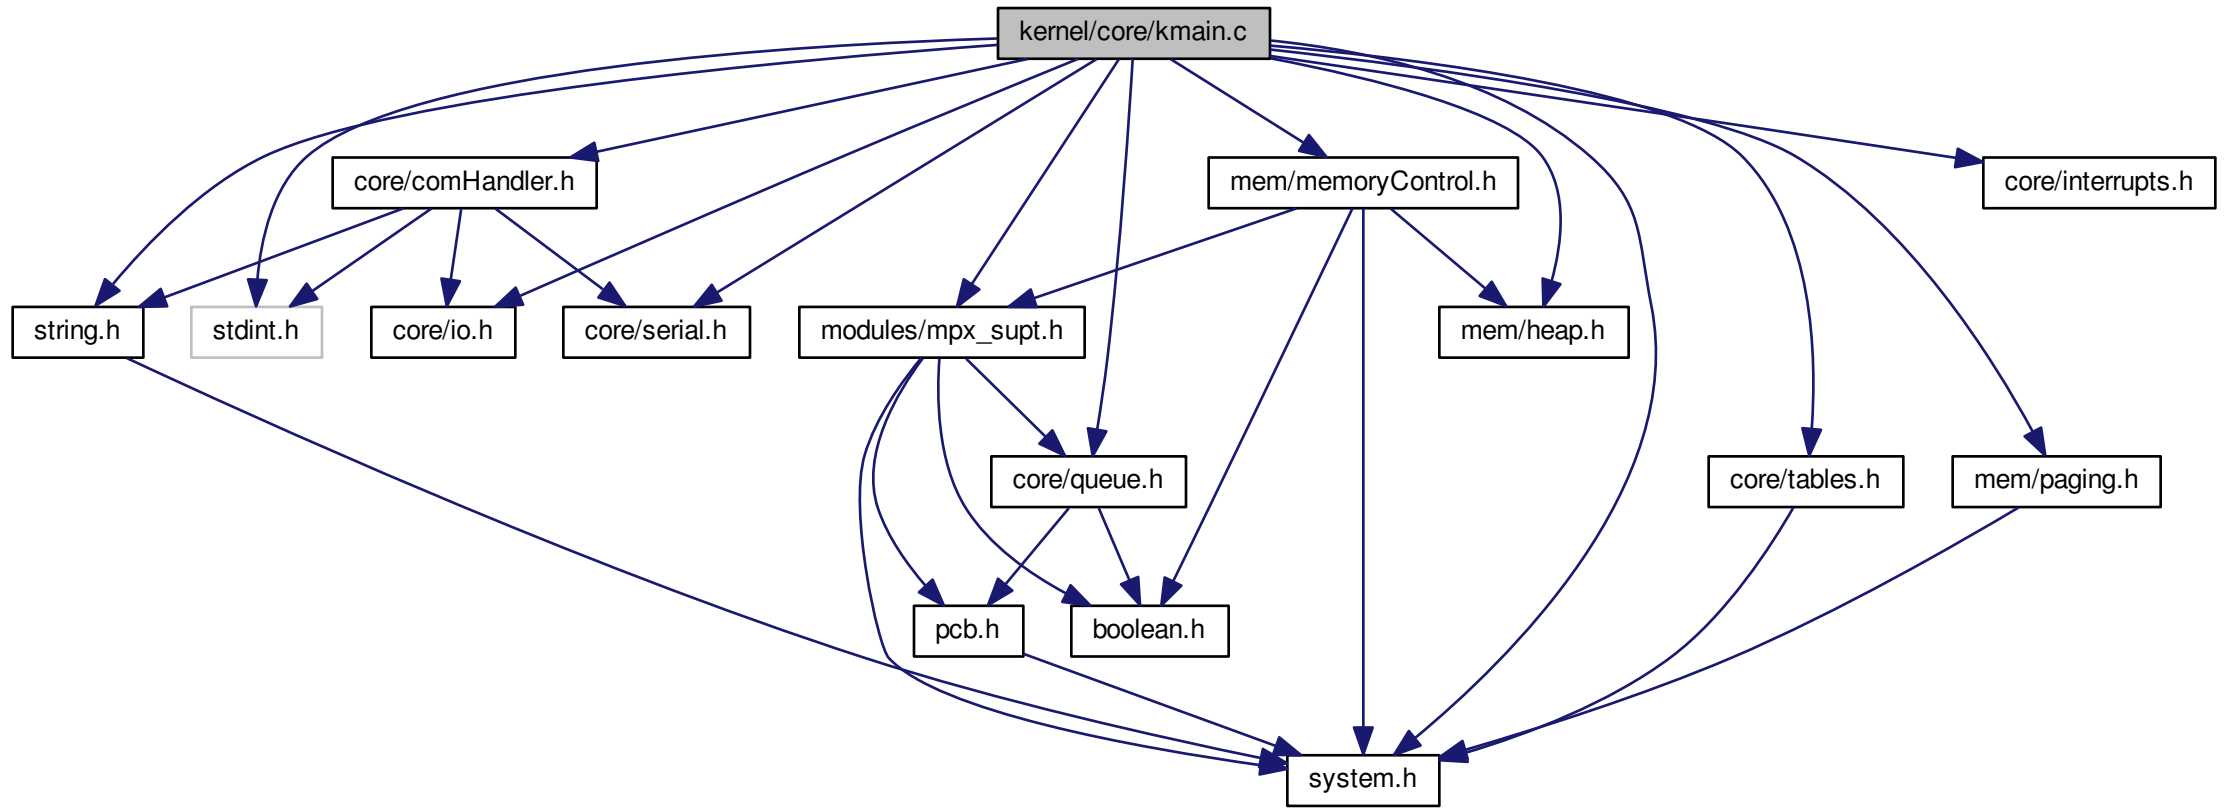 kernel/core/kmain.c
core/comHandler.h
mem/memoryControl.h
core/interrupts.h
string.h
stdint.h
core/io.h
core/serial.h
modules/mpx_supt.h
mem/heap.h
core/queue.h
core/tables.h
mem/paging.h
pcb.h
boolean.h
system.h